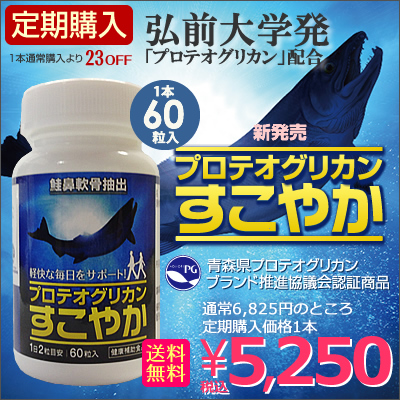 定期購入
1本通常購入より23OFF
弘前大学発
「プロテオグリカン」配合。
1本
60
粒入
新発売
プロテオグリカン
すこやか
鮭鼻軟骨抽出
軽快な毎日をサポート!
プロテオグリカン
すこやか
1日2粒目安 60粒入 健康補助食
PG
青森県プロテオグリカン
ブランド推進協議会認証商品
通常6,825円のところ
定期購入価格1本
送料
無料
¥5,250
税込